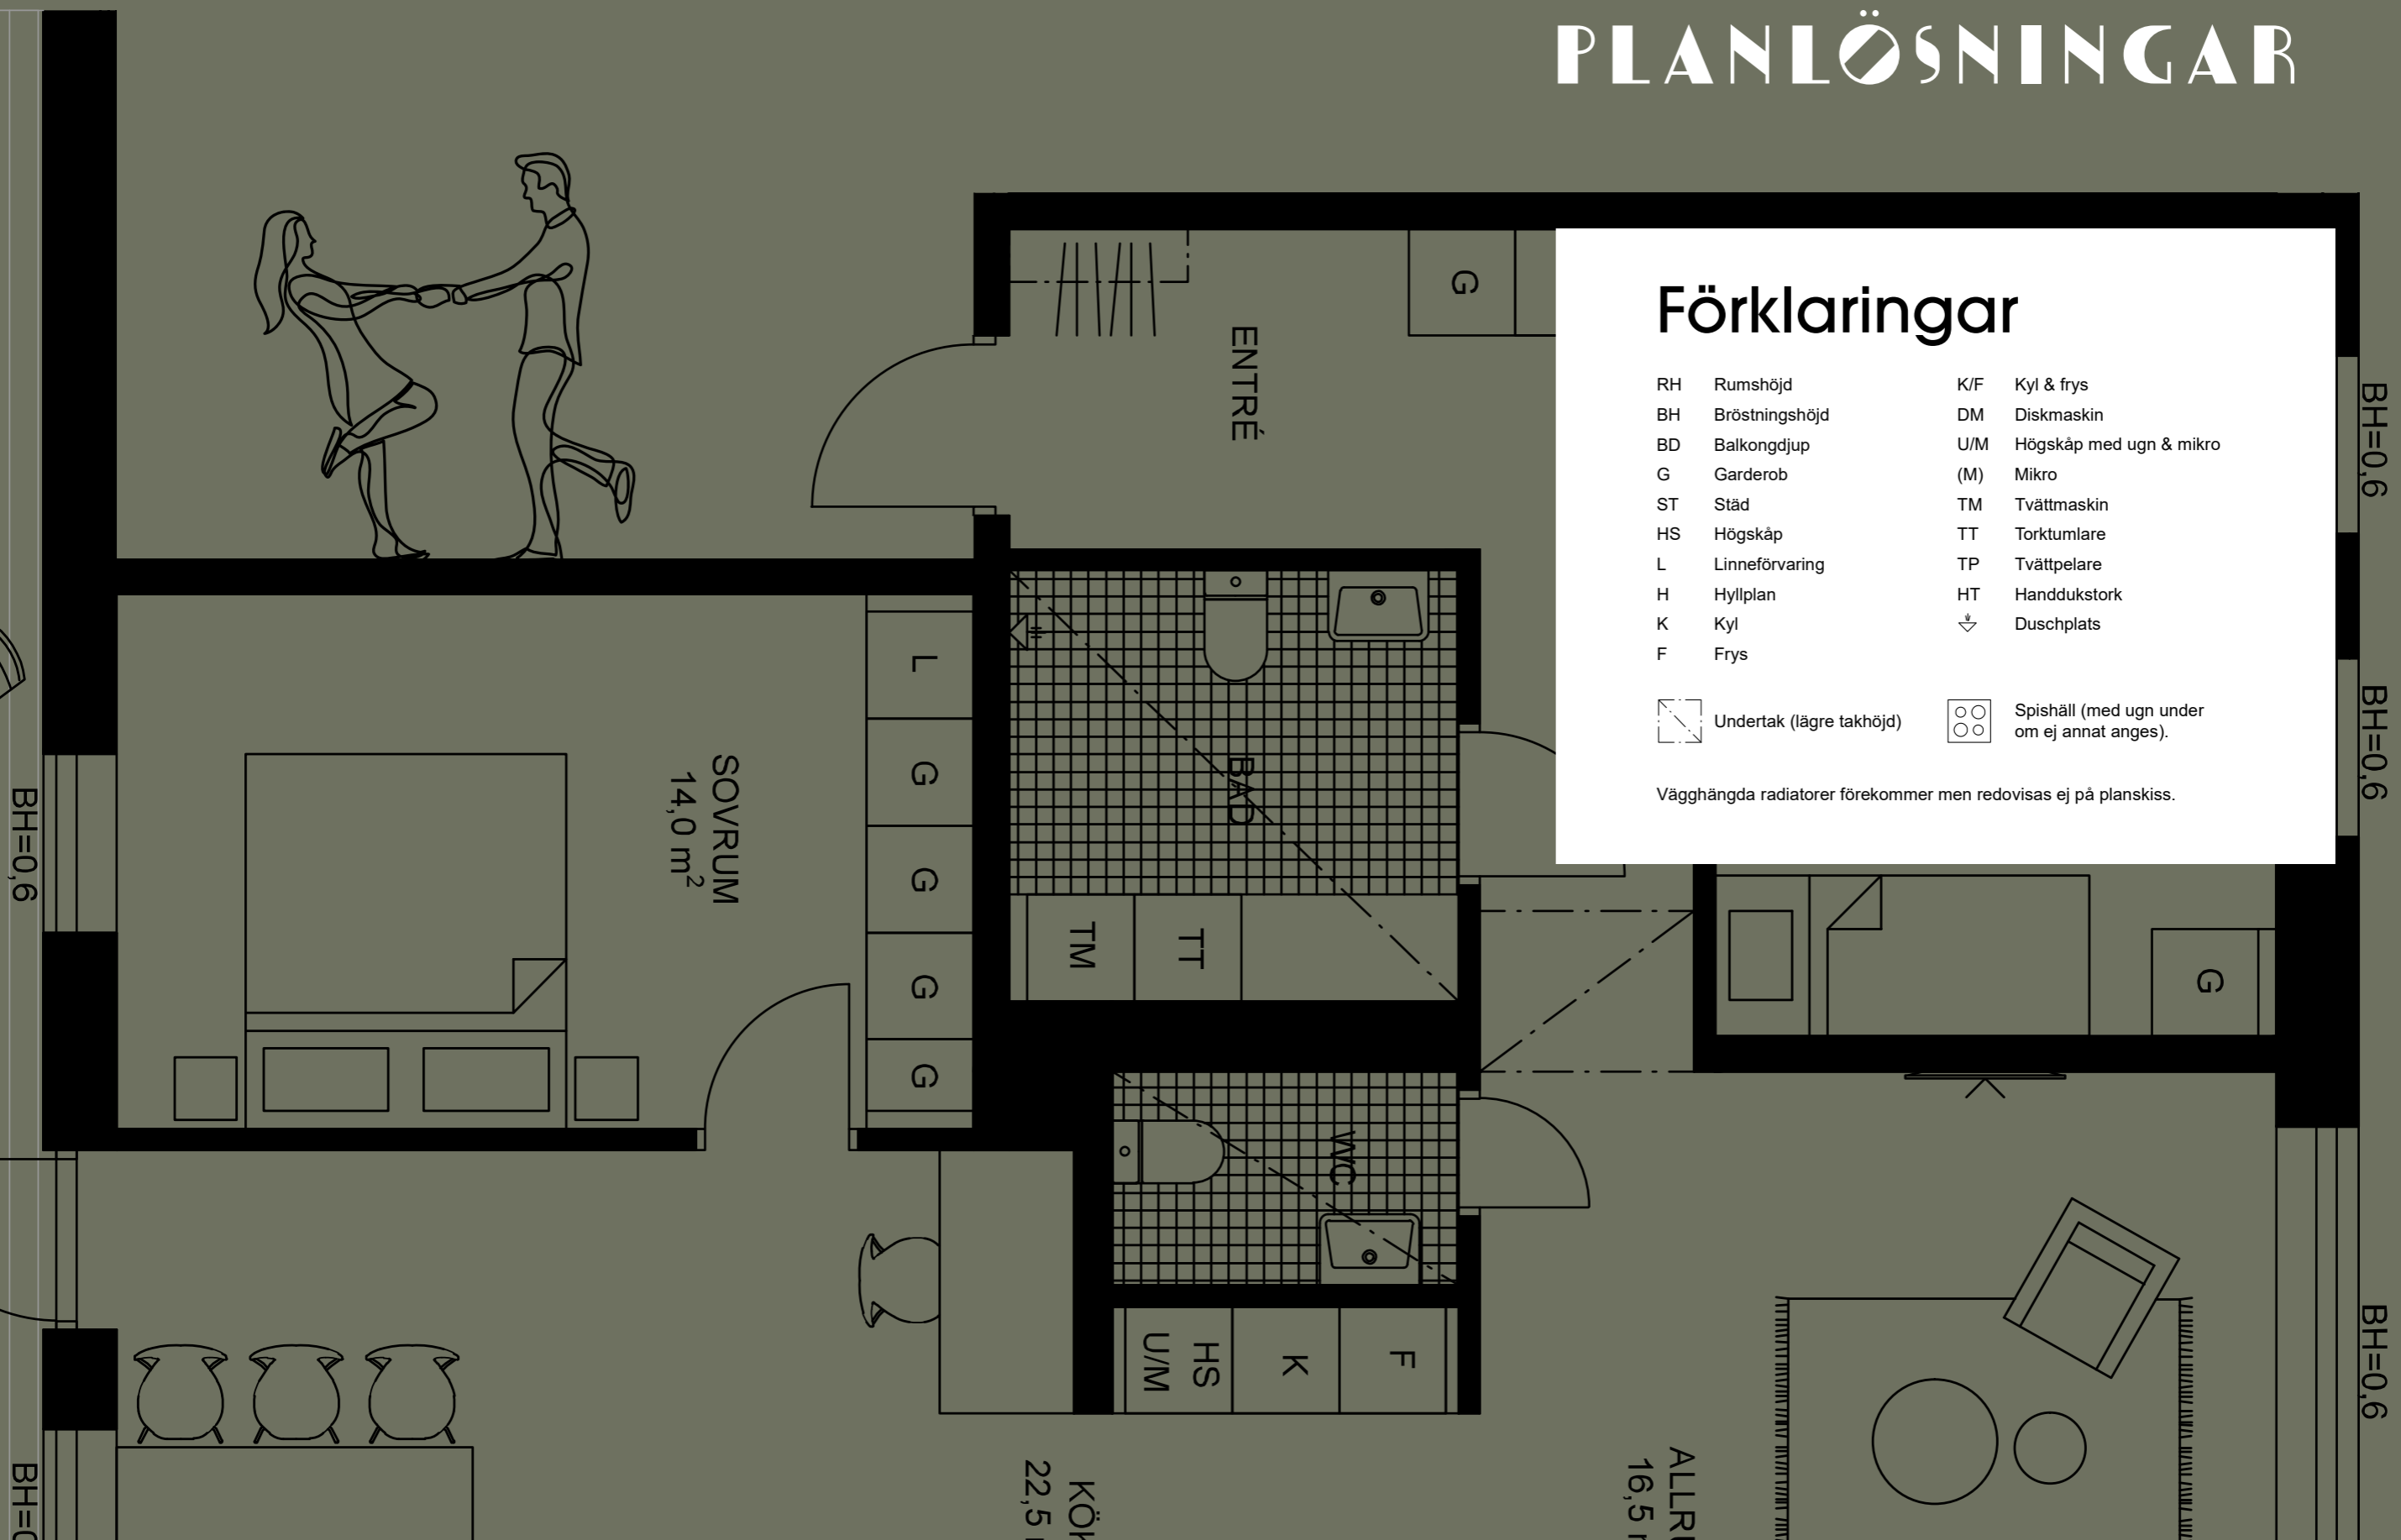 PLANLÖSNINGAR
Förklaringar
RH Rumshöjd
BH Bröstningshöjd
BD Balkongdjup
G Garderob
ST Städ
HS Högskåp
L Linneförvaring
H Hyllplan
K Kyl
F Frys
K/F Kyl & frys
DM Diskmaskin
U/M Högskåp med ugn & mikro
(M) Mikro
TM Tvättmaskin
TT Torktumlare
TP Tvättpelare
HT Handdukstork
Duschplats
Undertak (lägre takhöjd)
Spishäll (med ugn under
om ej annat anges).
Vägghängda radiatorer förekommer men redovisas ej på planskiss.
ENTRÉ
G
BH=0,6
BH=0,6
BH=0,6
SOVRUM
14,0 m²
L
G
G
G
G
BAD
TM
TT
G
WC
U/M
HS
K
F
BH=0,6
22,5
16,5